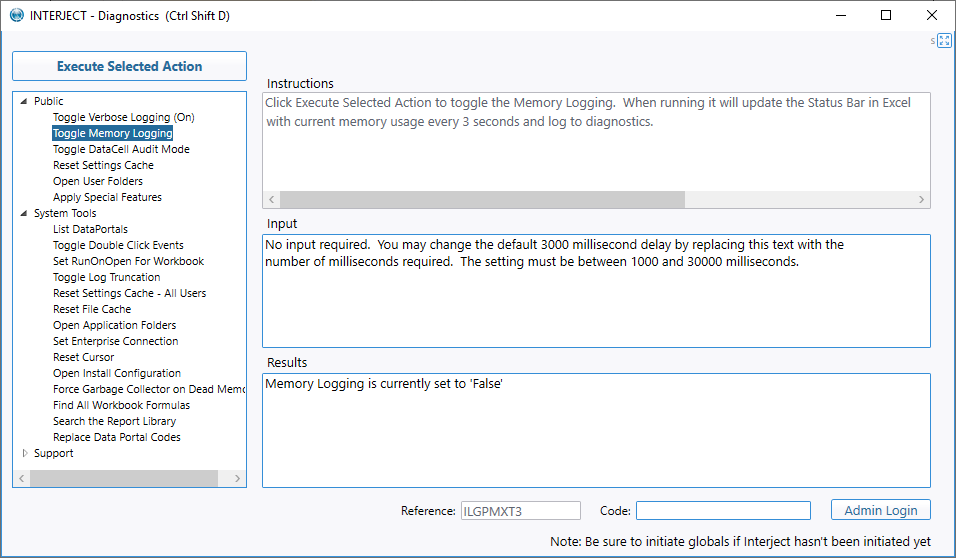 INTERJECT - Diagnostics  (Ctrl Shift D)
s
Execute Selected Action
Public
Toggle Verbose Logging (On)
Toggle Memory Logging
Toggle DataCell Audit Mode
Reset Settings Cache
Open User Folders
Apply Special Features
System Tools
List DataPortals
Toggle Double Click Events
Set RunOnOpen For Workbook
Toggle Log Truncation
Reset Settings Cache - All Users
Reset File Cache
Open Application Folders
Set Enterprise Connection
Reset Cursor
Open Install Configuration
Force Garbage Collector on Dead Memo
Find All Workbook Formulas
Search the Report Library
Replace Data Portal Codes
Support
Instructions
Click Execute Selected Action to toggle the Memory Logging.  When running it will update the Status Bar in Excel
with current memory usage every 3 seconds and log to diagnostics.
Input
No input required.  You may change the default 3000 millisecond delay by replacing this text with the
number of milliseconds required.  The setting must be between 1000 and 30000 milliseconds.
Results
Memory Logging is currently set to 'False'
Reference: ILGPMXT3 Code: Admin Login
Note: Be sure to initiate globals if Interject hasn't been initiated yet